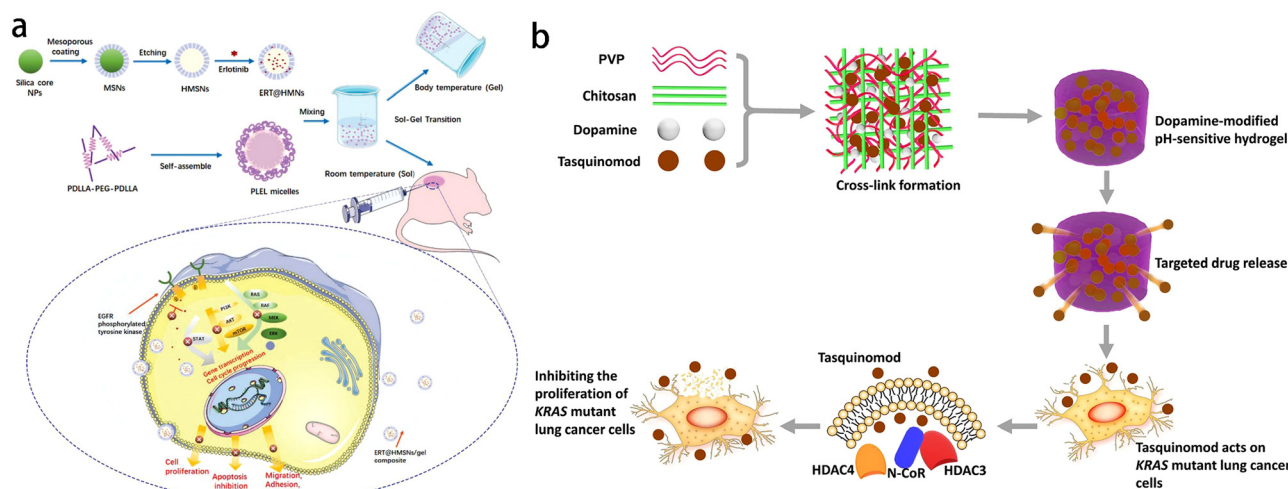 a
Mesoporous
coating
Etching
Erlotinib
Silica core
NPs
MSNs
HMSNs
ERT@HMNs
Body temperature (Gel)
Mixing
Sol-Gel Transition
Self-assemble
PDLLA-PEG-PDLLA
PLEL micelles
Room temperature (Sol)
EGFR
phosphorylated
tyrosine kinase
RAS
RAF
MEK
ERK
PI3K
AKT
mTOR
STAT
Gene transcription
Cell cycle progression
Cell
proliferation
Apoptosis
inhibition
Migration,
Adhesion,
ERT@HMSNs/gel
composite
b
PVP
Chitosan
Dopamine
Tasquinomod
Cross-link formation
Dopamine-modified
pH-sensitive hydrogel
Targeted drug release
Tasquinomod acts on
KRAS mutant lung cancer
cells
Tasquinomod
HDAC4
N-CoR
HDAC3
Inhibiting the
proliferation of
KRAS mutant
lung cancer cells